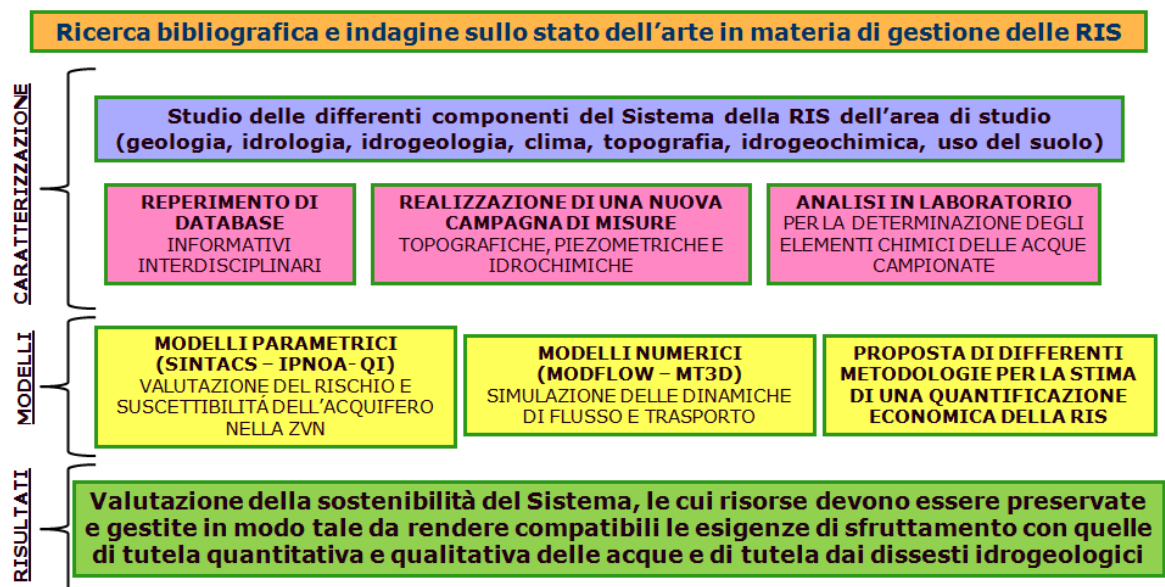 Ricerca bibliografica e indagine sullo stato dell'arte in materia di gestione delle RIS
CARATTERIZZAZIONE
Studio delle differenti componenti del Sistema della RIS dell'area di studio
(geologia, idrologia, idrogeologia, clima, topografia, idrogeochimica, uso del suolo)
REPERIMENTO DI
DATABASE
INFORMATIVI
INTERDISCIPLINARI
REALIZZAZIONE DI UNA NUOVA
CAMPAGNA DI MISURE
TOPOGRAFICHE, PIEZOMETRICHE E
IDROCHIMICHE
ANALISI IN LABORATORIO
PER LA DETERMINAZIONE DEGLI
ELEMENTI CHIMICI DELLE ACQUE
CAMPIONATE
MODELLI
MODELLI PARAMETRICI
(SINTACS – IPNOA- QI)
VALUTAZIONE DEL RISCHIO E
SUSCETTIBILITÁ DELL'ACQUIFERO
NELLA ZVN
MODELLI NUMERICI
(MODFLOW – MT3D)
SIMULAZIONE DELLE DINAMICHE
DI FLUSSO E TRASPORTO
PROPOSTA DI DIFFERENTI
METODOLOGIE PER LA STIMA
DI UNA QUANTIFICAZIONE
ECONOMICA DELLA RIS
RISULTATI
Valutazione della sostenibilità del Sistema, le cui risorse devono essere preservate
e gestite in modo tale da rendere compatibili le esigenze di sfruttamento con quelle
di tutela quantitativa e qualitativa delle acque e di tutela dai dissesti idrogeologici